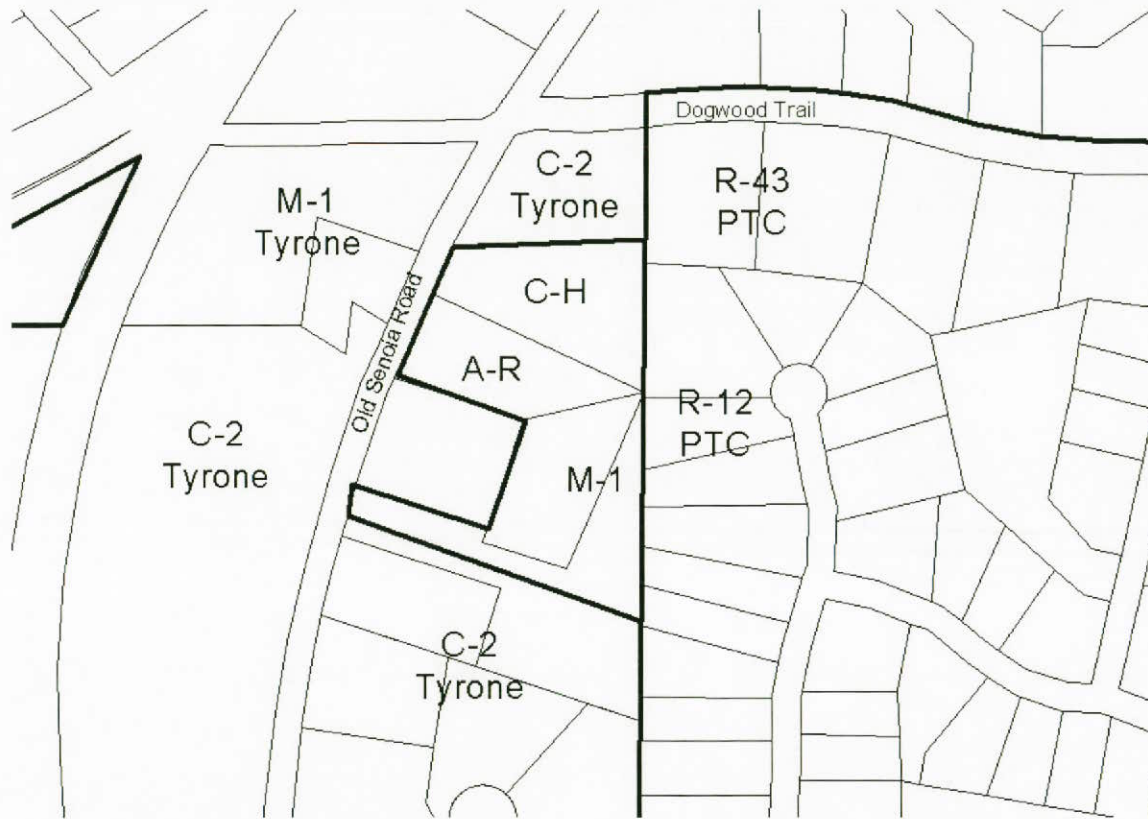 Dogwood Trail
C-2
Tyrone
R-43
PTC
M-1
Tyrone
C-H
Old Senoia Road
A-R
R-12
PTC
C-2
Tyrone
M-1
C-2
Tyrone